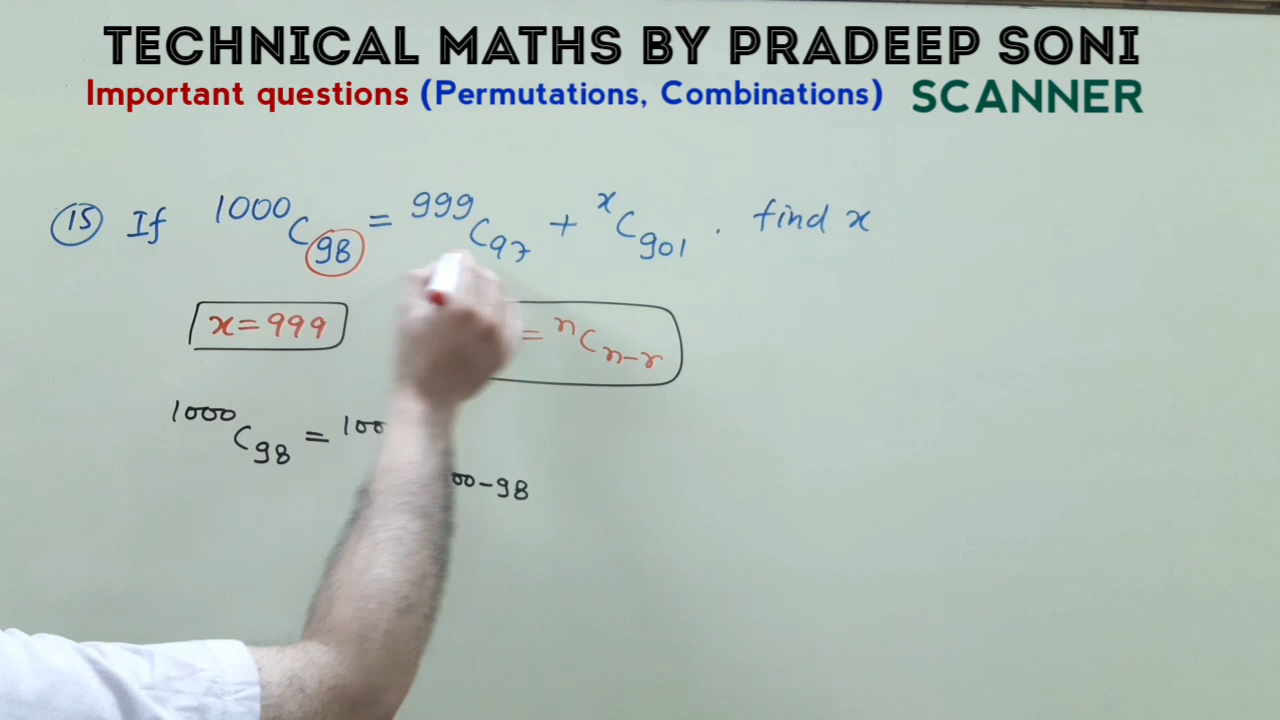 TECHNICAL MATHS BY PRADEEP SONI
Important questions (Permutations, Combinations) SCANNER
15 If ¹⁰⁰⁰C₉₈ = ⁹⁹⁹C₉₇ + ˣC₉₀₁ . find x
x = 999
= ⁿCₙ₋ᵣ
¹⁰⁰⁰C₉₈ = ¹⁰⁰
₀₀₋₉₈